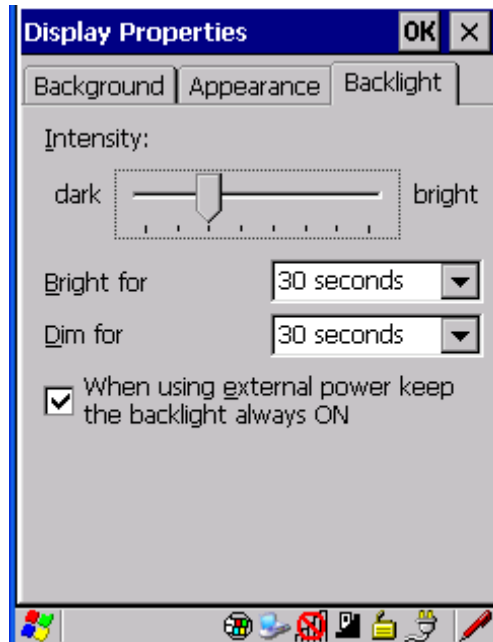 Display Properties OK ×
Background Appearance Backlight
Intensity:
dark bright
Bright for 30 seconds
Dim for 30 seconds
When using external power keep
the backlight always ON